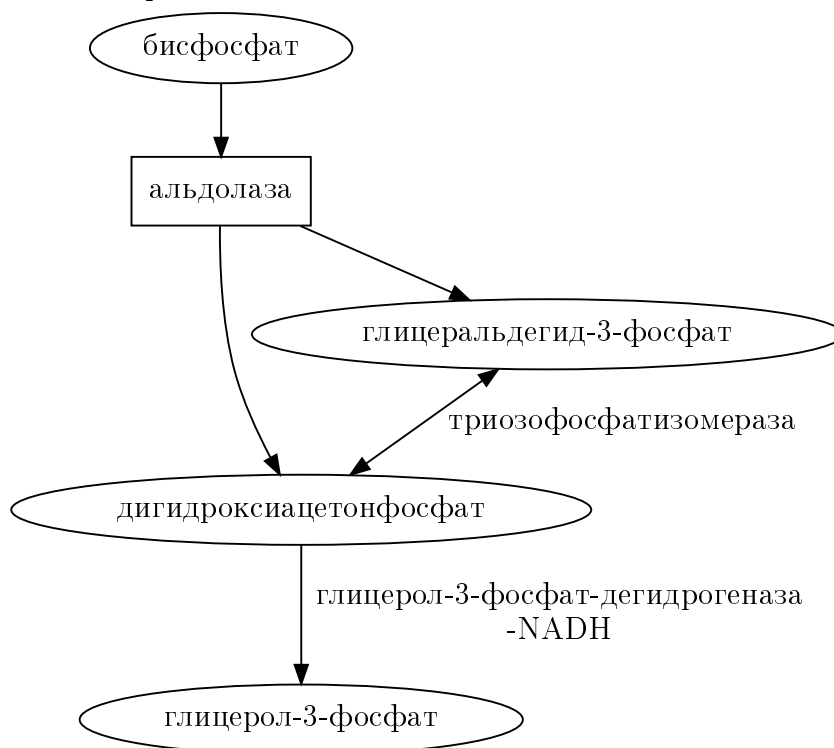 бисфосфат
альдолаза
глицеральдегид-3-фосфат
триозофосфатизомераза
дигидроксиацетонфосфат
глицерол-3-фосфат-дегидрогеназа
-NADH
глицерол-3-фосфат